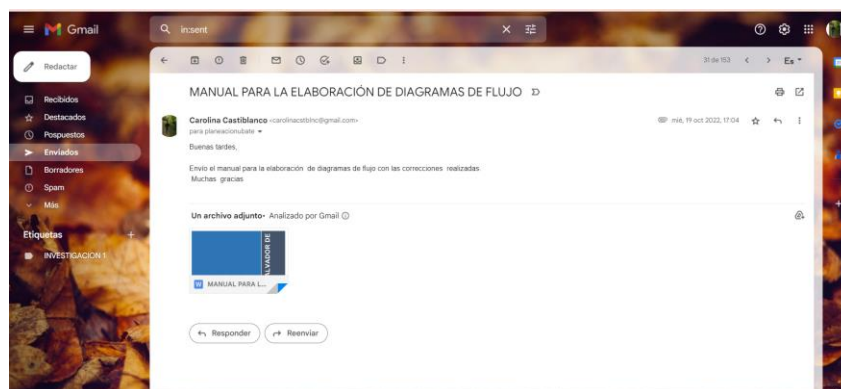 Gmail
in:sent
Redactar
31 de 153
Es
Recibidos
Destacados
Pospuestos
Enviados
Borradores
Spam
Más
Etiquetas
INVESTIGACION 1
MANUAL PARA LA ELABORACIÓN DE DIAGRAMAS DE FLUJO
Carolina Castiblanco <carolinacstblnc@gmail.com>
mié, 19 oct 2022, 17:04
para planeacionubate
Buenas tardes,
Envío el manual para la elaboración de diagramas de flujo con las correcciones realizadas
Muchas gracias
Un archivo adjunto • Analizado por Gmail
ALVADOR DE
MANUAL PARA L...
Responder
Reenviar